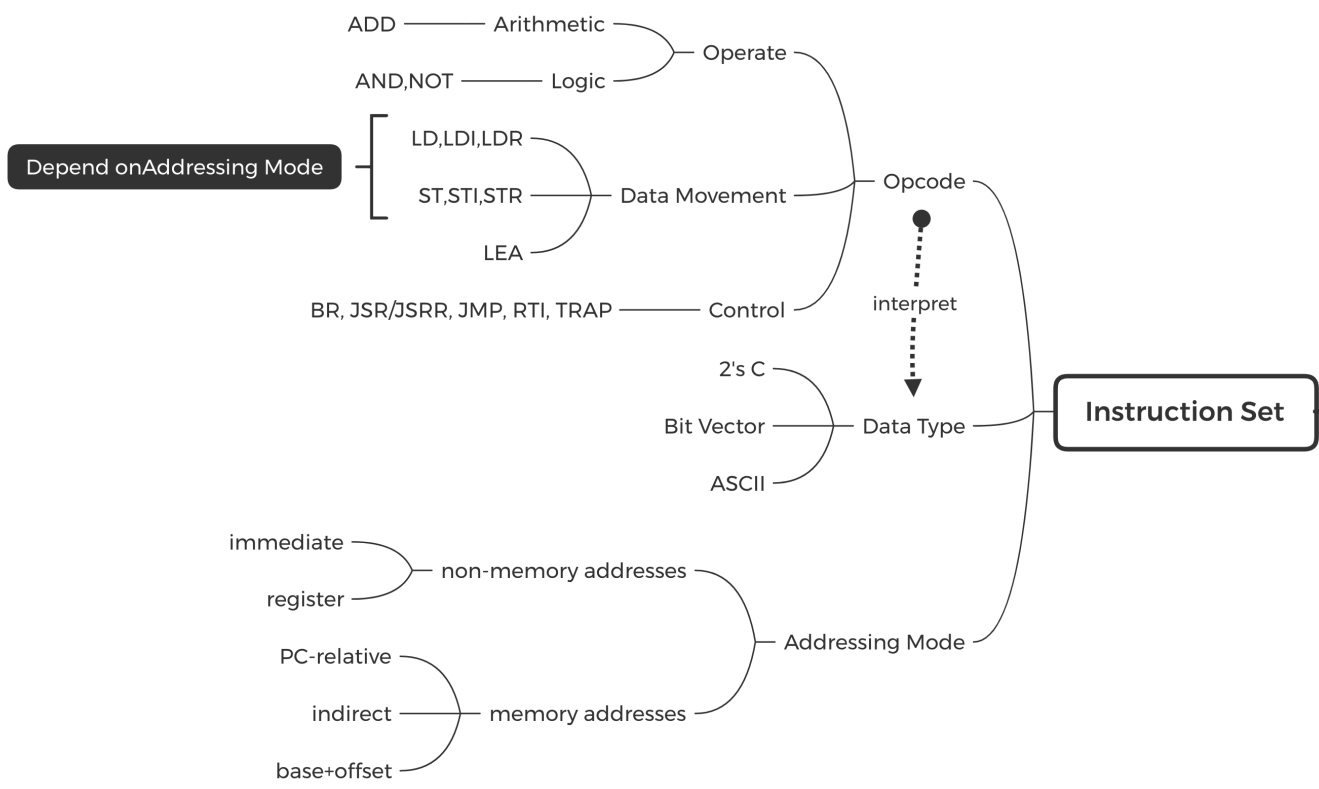 ADD
Arithmetic
Operate
AND,NOT
Logic
Depend onAddressing Mode
LD,LDI,LDR
ST,STI,STR
LEA
Data Movement
Opcode
BR, JSR/JSRR, JMP, RTI, TRAP
Control
interpret
2's C
Bit Vector
ASCII
Data Type
Instruction Set
immediate
register
non-memory addresses
Addressing Mode
PC-relative
indirect
base+offset
memory addresses